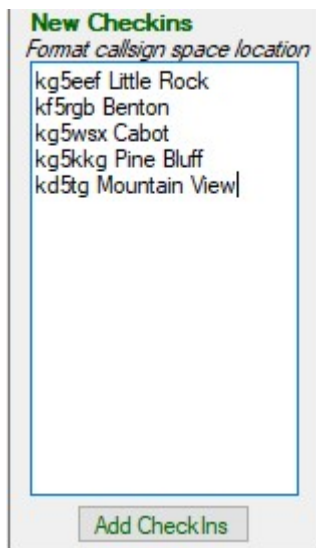 New Checkins
Format callsign space location
kg5eef Little Rock
kf5rgb Benton
kg5wsx Cabot
kg5kkg Pine Bluff
kd5tg Mountain View
Add CheckIns